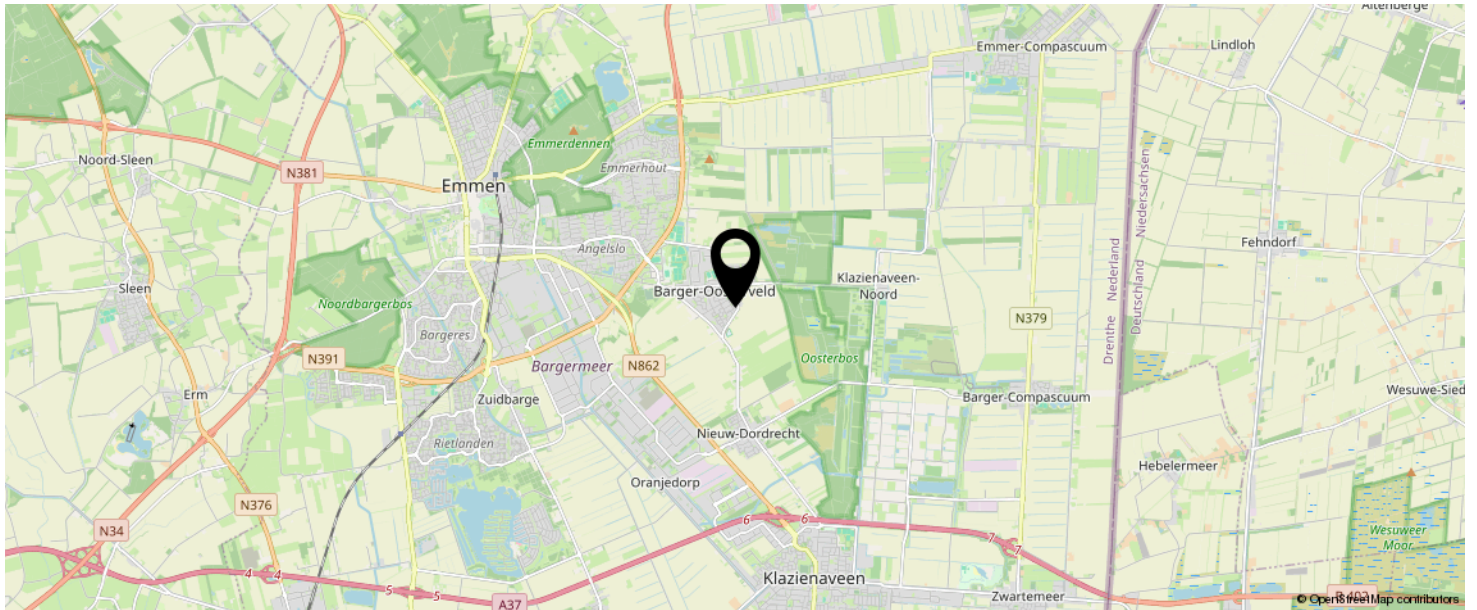 Altenberge
Emmer-Compascuum
Lindloh
Noord-Sleen
N381
Emmen
Emmerdennen
Emmerhout
Drenthe Nederland
Niedersachsen
Deutschland
Angelslo
Fehndorf
Klazienaveen-
Noord
Sleen
Noordbargerbos
Barger-Oosterveld
N379
Bargeres
N391
Bargermeer
N862
Oosterbos
Erm
Zuidbarge
Barger-Compascuum
Wesuwe-Sied
Rietlanden
Nieuw-Dordrecht
Hebelermeer
Oranjedorp
N376
N34
6
6
Wesuweer
Moor
7
7
4
4
5
5
Klazienaveen
A37
Zwartemeer
B 402
© OpenStreetMap contributors